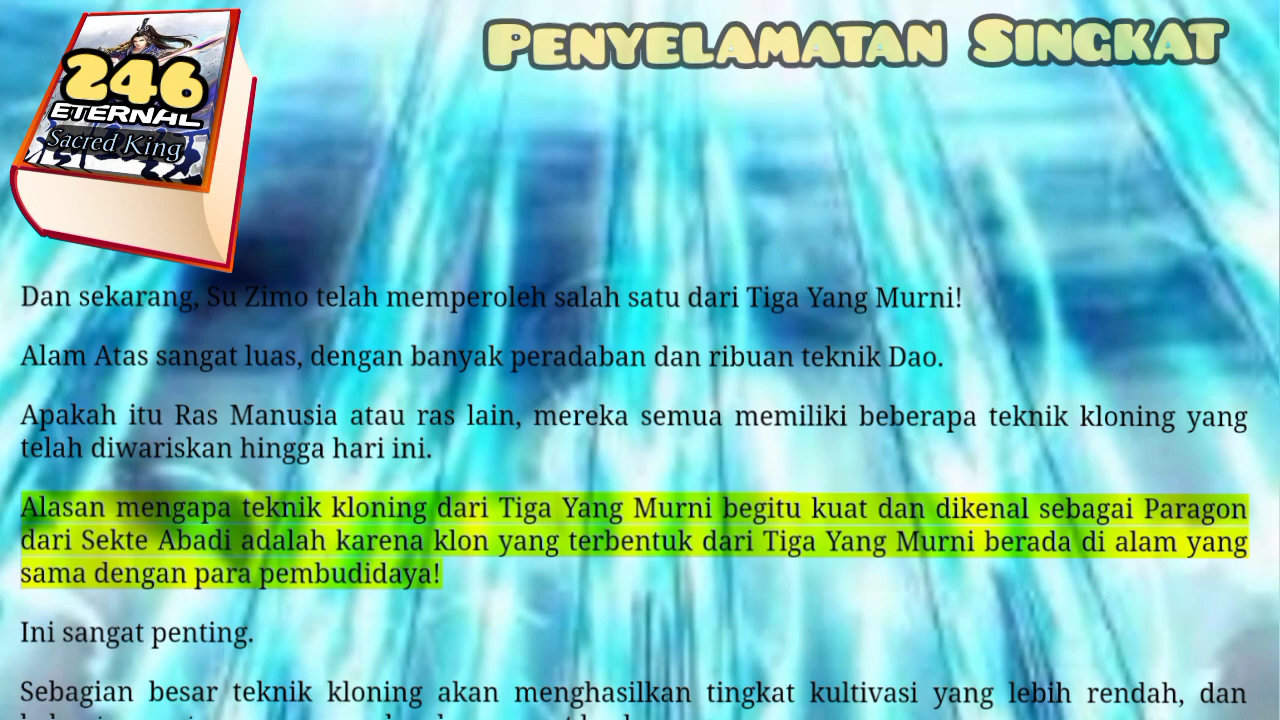 Penyelamatan Singkat
246
ETERNAL
Sacred King
Dan sekarang, Su Zimo telah memperoleh salah satu dari Tiga Yang Murni!
Alam Atas sangat luas, dengan banyak peradaban dan ribuan teknik Dao.
Apakah itu Ras Manusia atau ras lain, mereka semua memiliki beberapa teknik kloning yang
telah diwariskan hingga hari ini.
Alasan mengapa teknik kloning dari Tiga Yang Murni begitu kuat dan dikenal sebagai Paragon
dari Sekte Abadi adalah karena klon yang terbentuk dari Tiga Yang Murni berada di alam yang
sama dengan para pembudidaya!
Ini sangat penting.
Sebagian besar teknik kloning akan menghasilkan tingkat kultivasi yang lebih rendah, dan